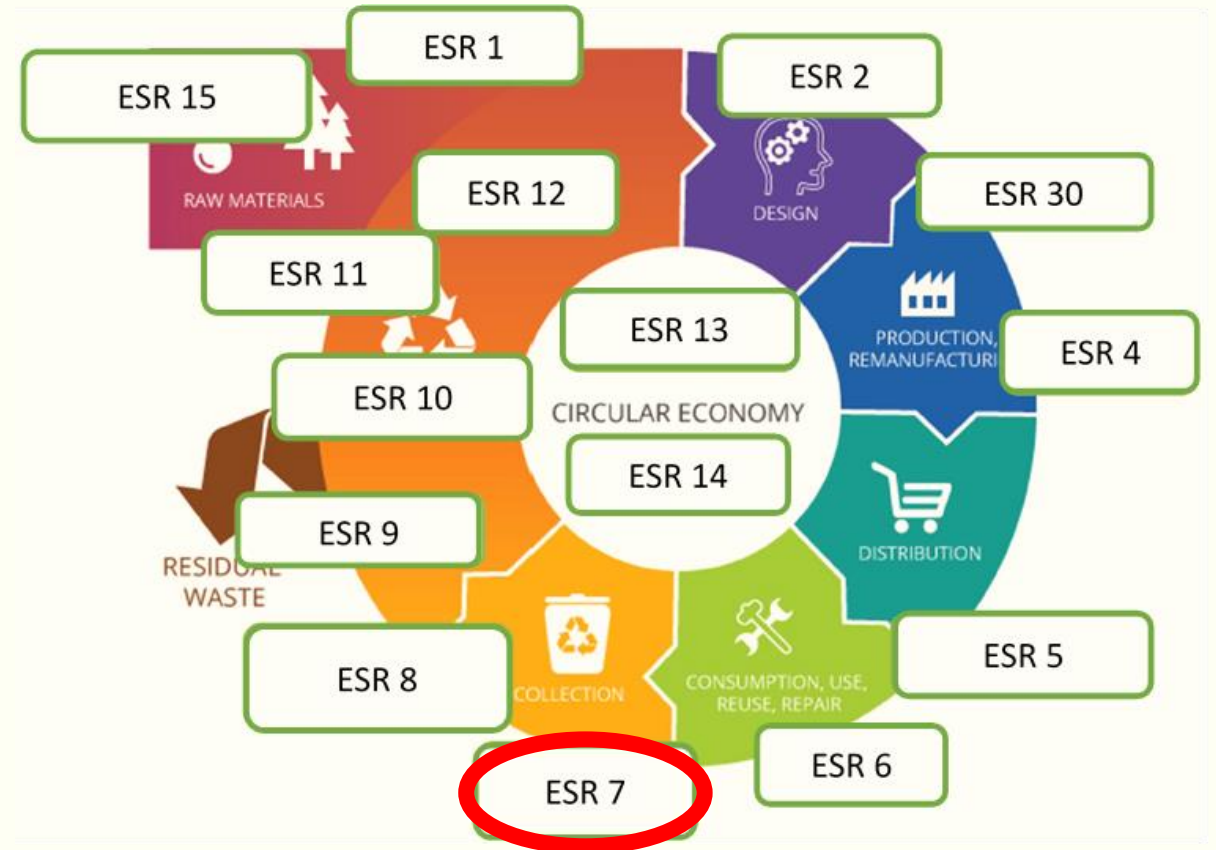 ESR 1
ESR 2
ESR 15
RAW MATERIALS
ESR 12
DESIGN
ESR 30
ESR 11
ESR 13
PRODUCTION,
REMANUFACTURI
ESR 4
ESR 10
CIRCULAR ECONOMY
ESR 14
ESR 9
DISTRIBUTION
RESIDUAL
WASTE
ESR 8
COLLECTION
CONSUMPTION, USE,
REUSE, REPAIR
ESR 5
ESR 6
ESR 7